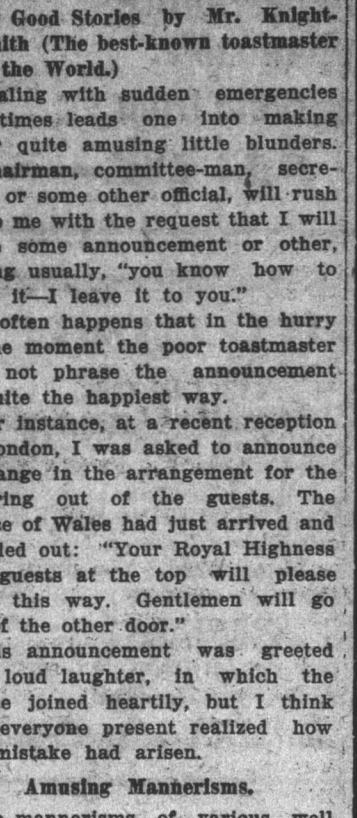 Good Stories by Mr. Knight-
ith (The best-known toastmaster
the World.)
aling with sudden emergencies
times leads one into making
quite amusing little blunders.
airman, committee-man, secre-
or some other official, will rush
me with the request that I will
some announcement or other,
g usually, "you know how to
it—I leave it to you."
often happens that in the hurry
e moment the poor toastmaster
not phrase the announcement
ite the happiest way.
r instance, at a recent reception
ondon, I was asked to announce
ange in the arrangement for the
ring out of the guests. The
e of Wales had just arrived and
led out: "Your Royal Highness
guests at the top will please
this way. Gentlemen will go
f the other door."
s announcement was greeted
loud laughter, in which the
e joined heartily, but I think
everyone present realized how
mistake had arisen.
Amusing Mannerisms.
mannerisms of various well